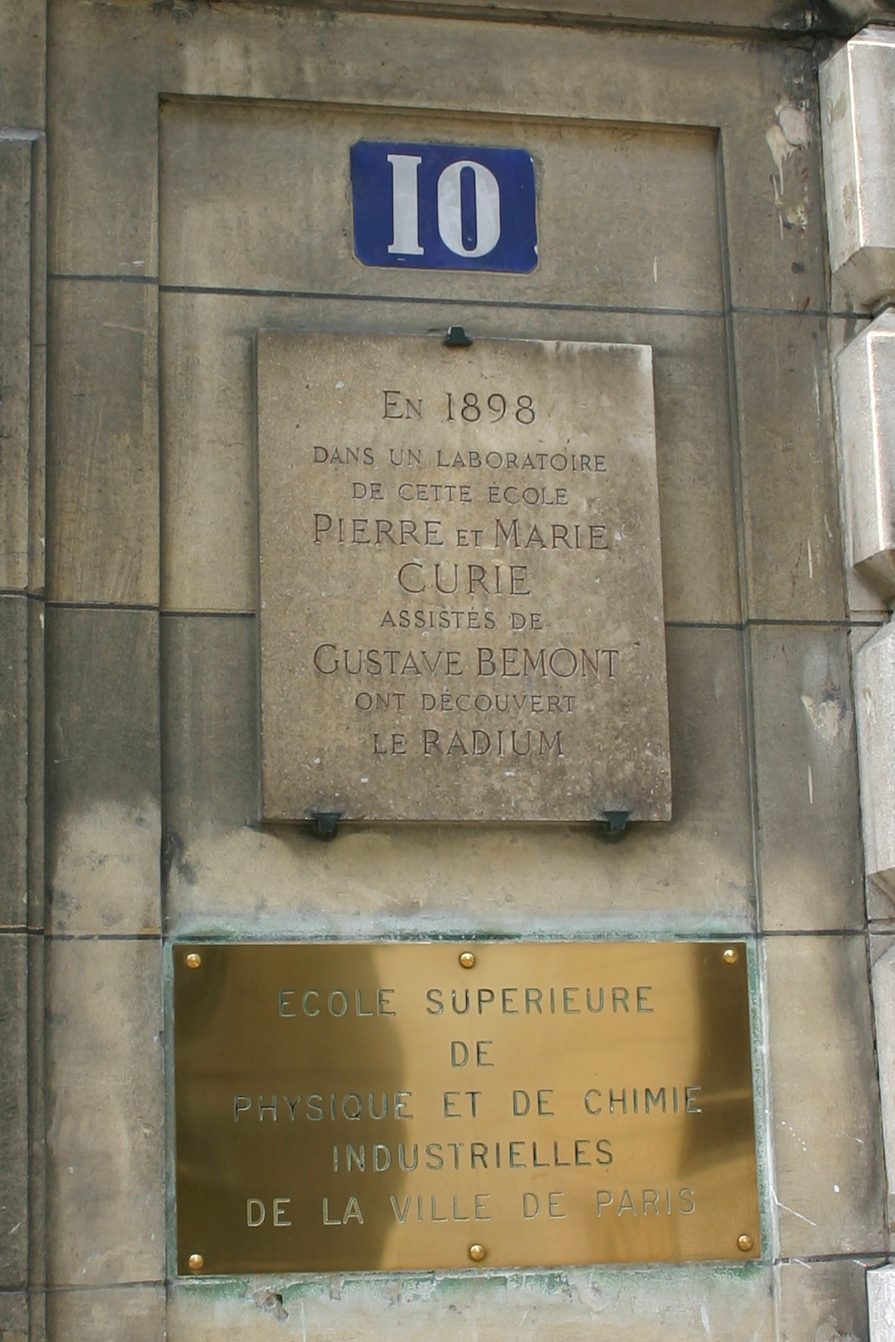 10
EN 1898
DANS UN LABORATOIRE
DE CETTE ÉCOLE
PIERRE ET MARIE
CURIE
ASSISTÉS DE
GUSTAVE BÉMONT
ONT DÉCOUVERT
LE RADIUM
ECOLE SUPERIEURE
DE
PHYSIQUE ET DE CHIMIE
INDUSTRIELLES
DE LA VILLE DE PARIS